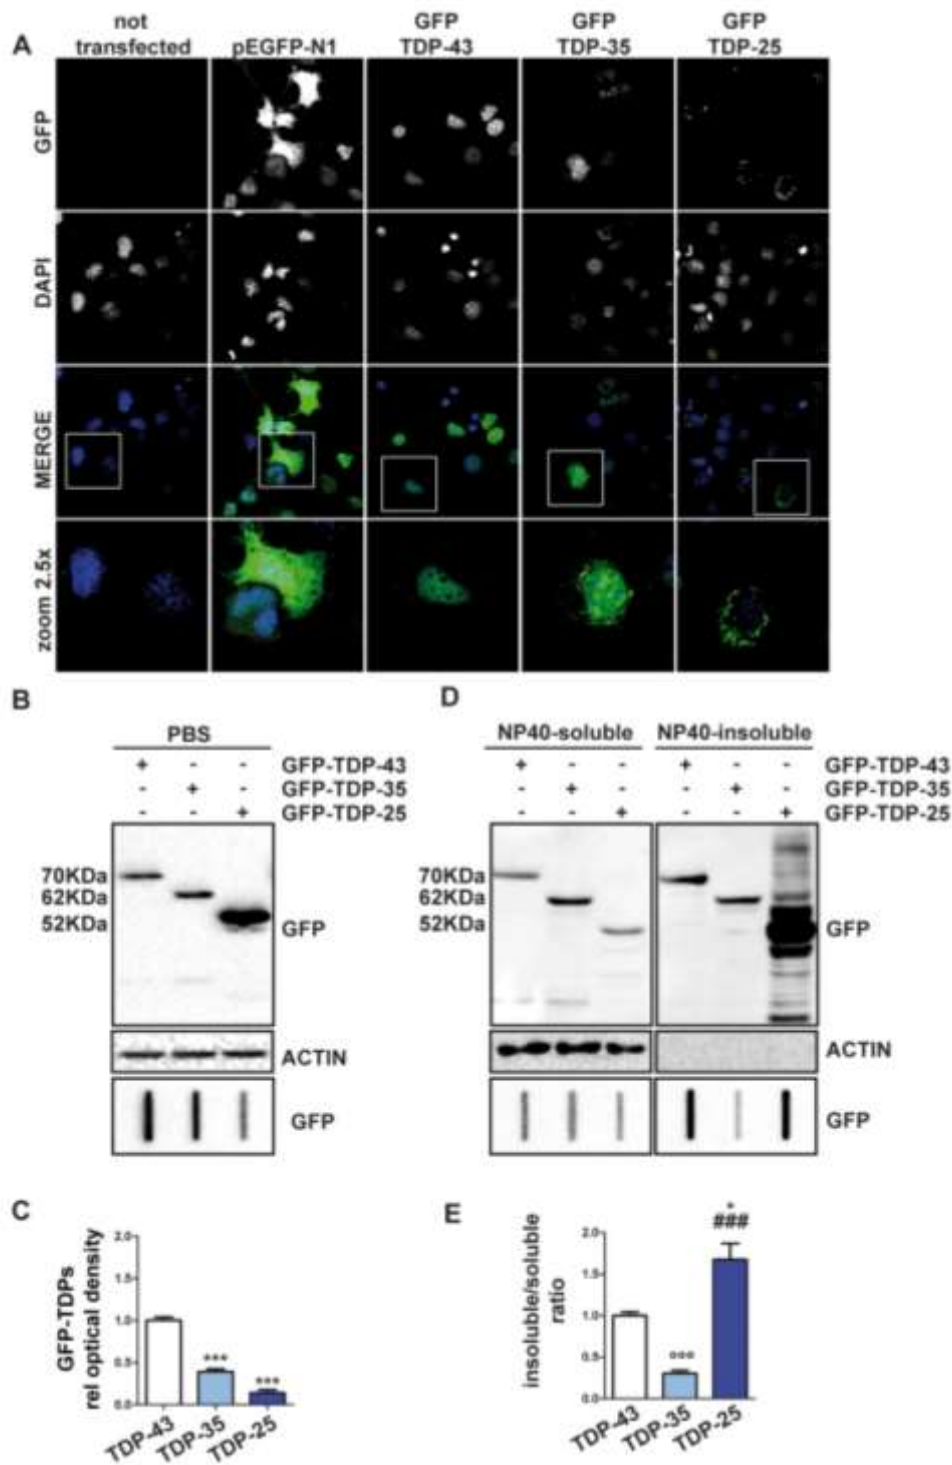 A
not transfected
pEGFP-N1
GFP TDP-43
GFP TDP-35
GFP TDP-25
GFP
DAPI
MERGE
zoom 2.5x
B
PBS
+ - - GFP-TDP-43
- + - GFP-TDP-35
- - + GFP-TDP-25
70KDa
62KDa
52KDa
GFP
ACTIN
GFP
D
NP40-soluble NP40-insoluble
+ - - + - - GFP-TDP-43
- + - - + - GFP-TDP-35
- - + - - + GFP-TDP-25
70KDa
62KDa
52KDa
GFP
ACTIN
GFP
C
GFP-TDPs
rel optical density
2.0
1.5
1.0
0.5
0.0
***
***
TDP-43
TDP-35
TDP-25
E
insoluble/soluble
ratio
2.0
1.5
1.0
0.5
0.0
°°°
*
###
TDP-43
TDP-35
TDP-25